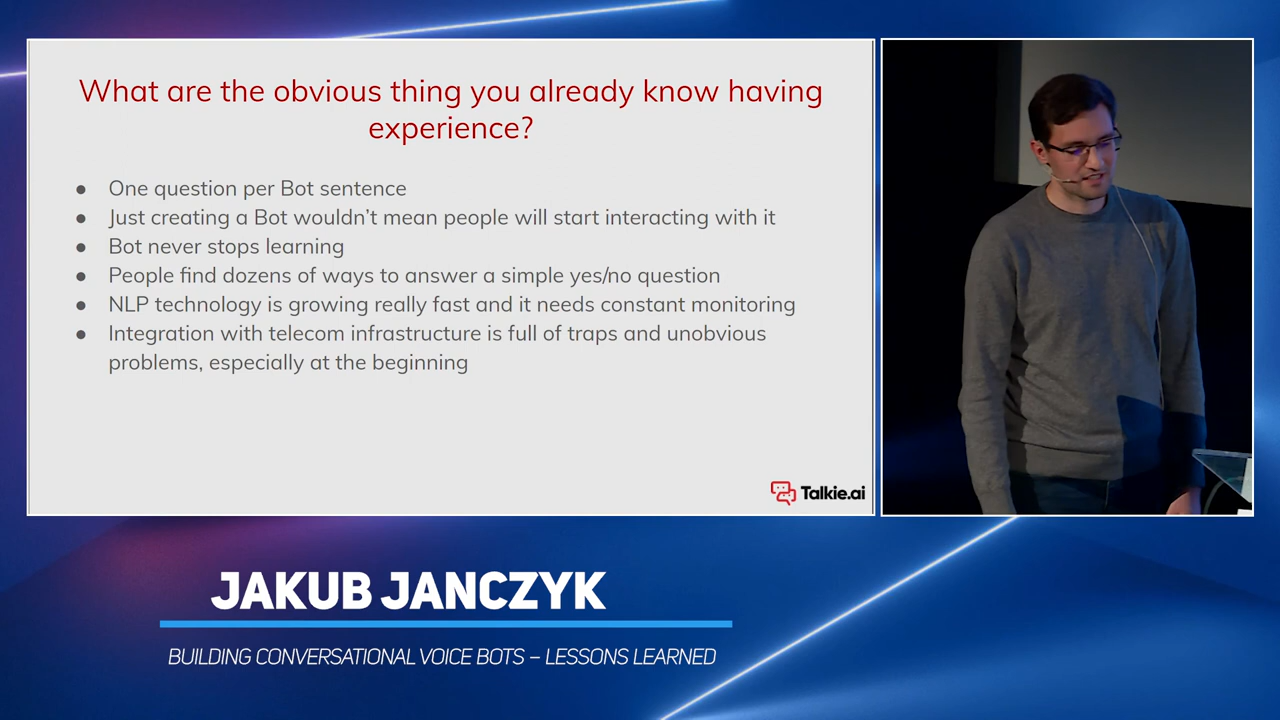 What are the obvious thing you already know having
experience?
● One question per Bot sentence
● Just creating a Bot wouldn’t mean people will start interacting with it
● Bot never stops learning
● People find dozens of ways to answer a simple yes/no question
● NLP technology is growing really fast and it needs constant monitoring
● Integration with telecom infrastructure is full of traps and unobvious
problems, especially at the beginning
Talkie.ai
JAKUB JANCZYK
BUILDING CONVERSATIONAL VOICE BOTS – LESSONS LEARNED